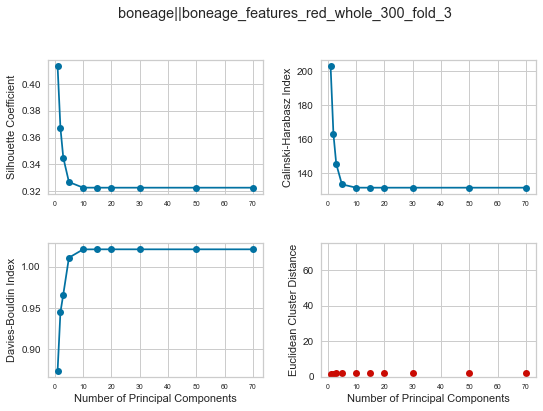 boneage||boneage_features_red_whole_300_fold_3
Silhouette Coefficient
0.40
0.38
0.36
0.34
0.32
0 10 20 30 40 50 60 70
Calinski-Harabasz Index
200
180
160
140
0 10 20 30 40 50 60 70
Davies-Bouldin Index
1.00
0.95
0.90
0 10 20 30 40 50 60 70
Number of Principal Components
Euclidean Cluster Distance
60
40
20
0
0 10 20 30 40 50 60 70
Number of Principal Components